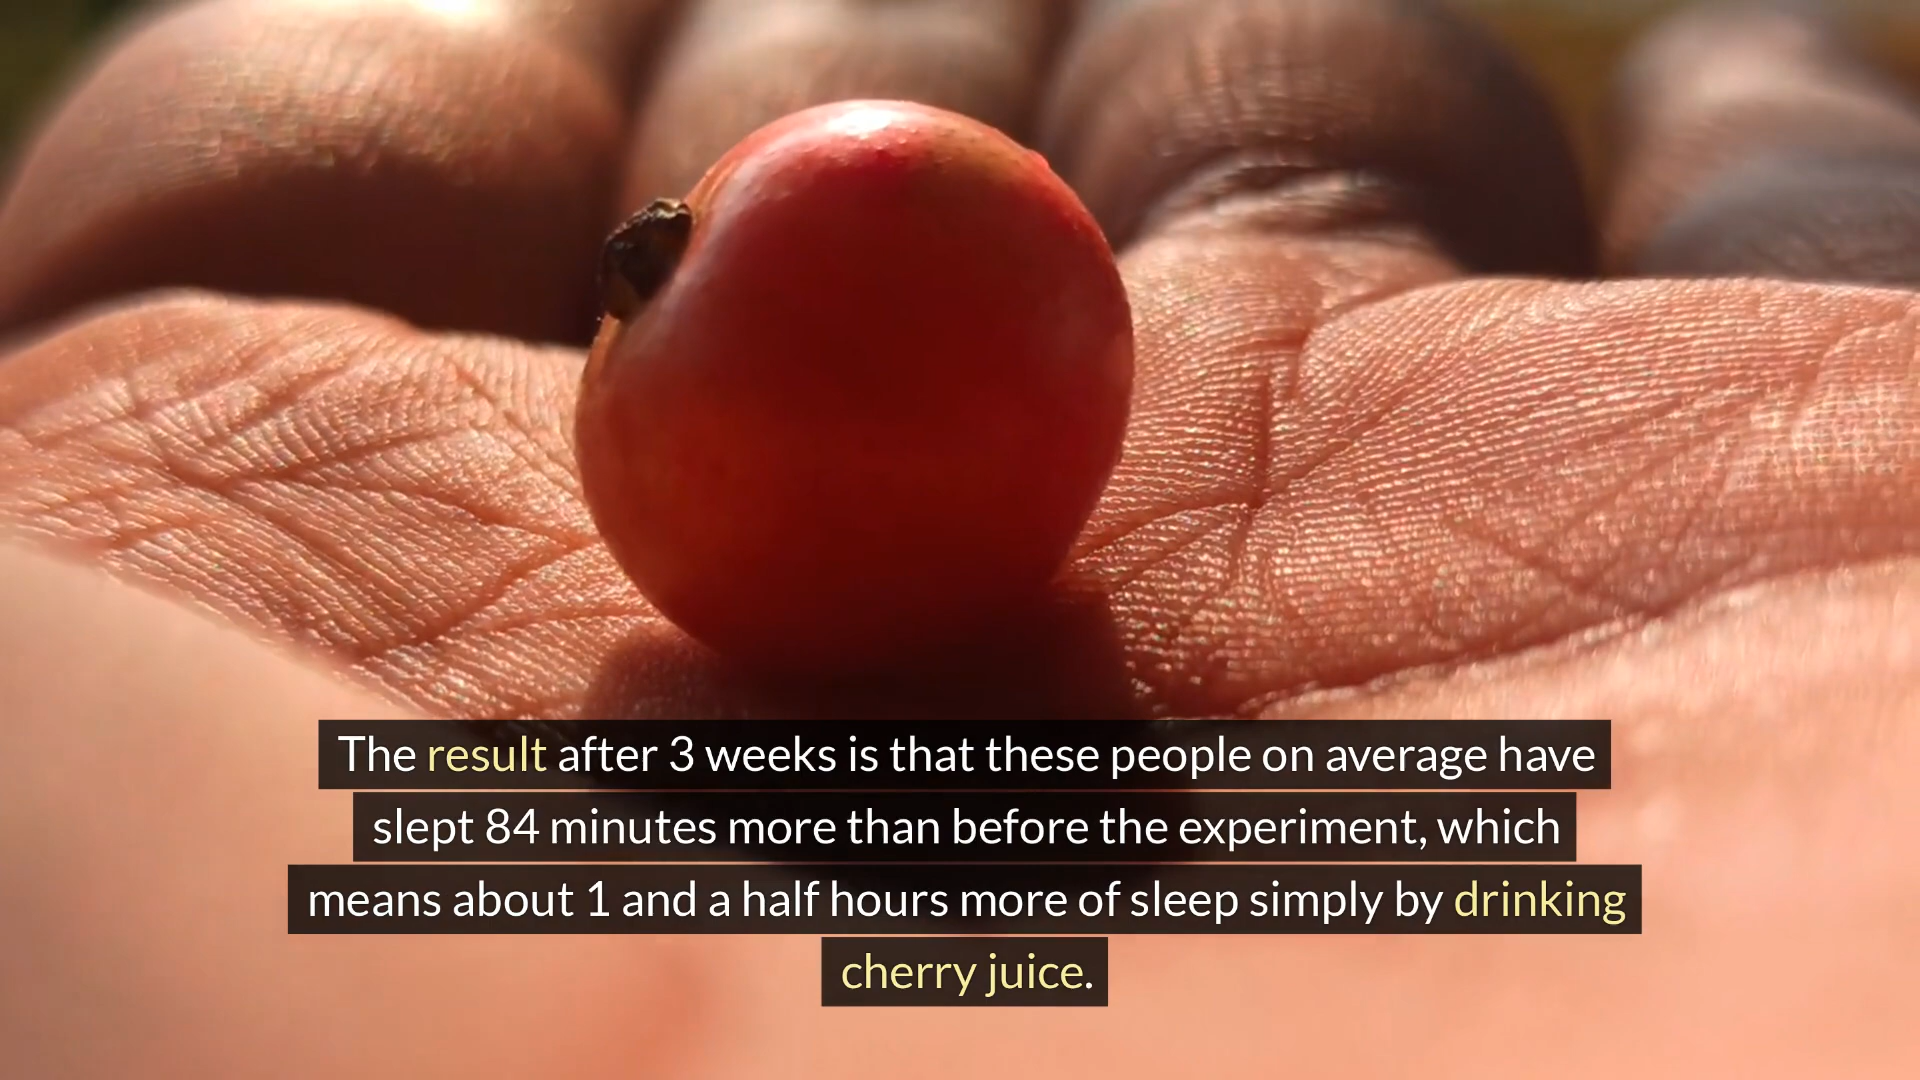 The result after 3 weeks is that these people on average have
slept 84 minutes more than before the experiment, which
means about 1 and a half hours more of sleep simply by drinking
cherry juice.